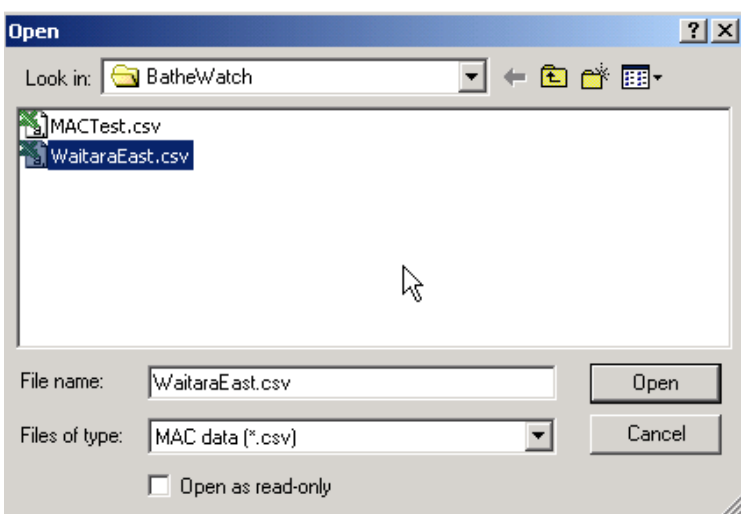 Open
Look in: BatheWatch
MACTest.csv
WaitaraEast.csv
File name: WaitaraEast.csv Open
Files of type: MAC data (*.csv) Cancel
Open as read-only